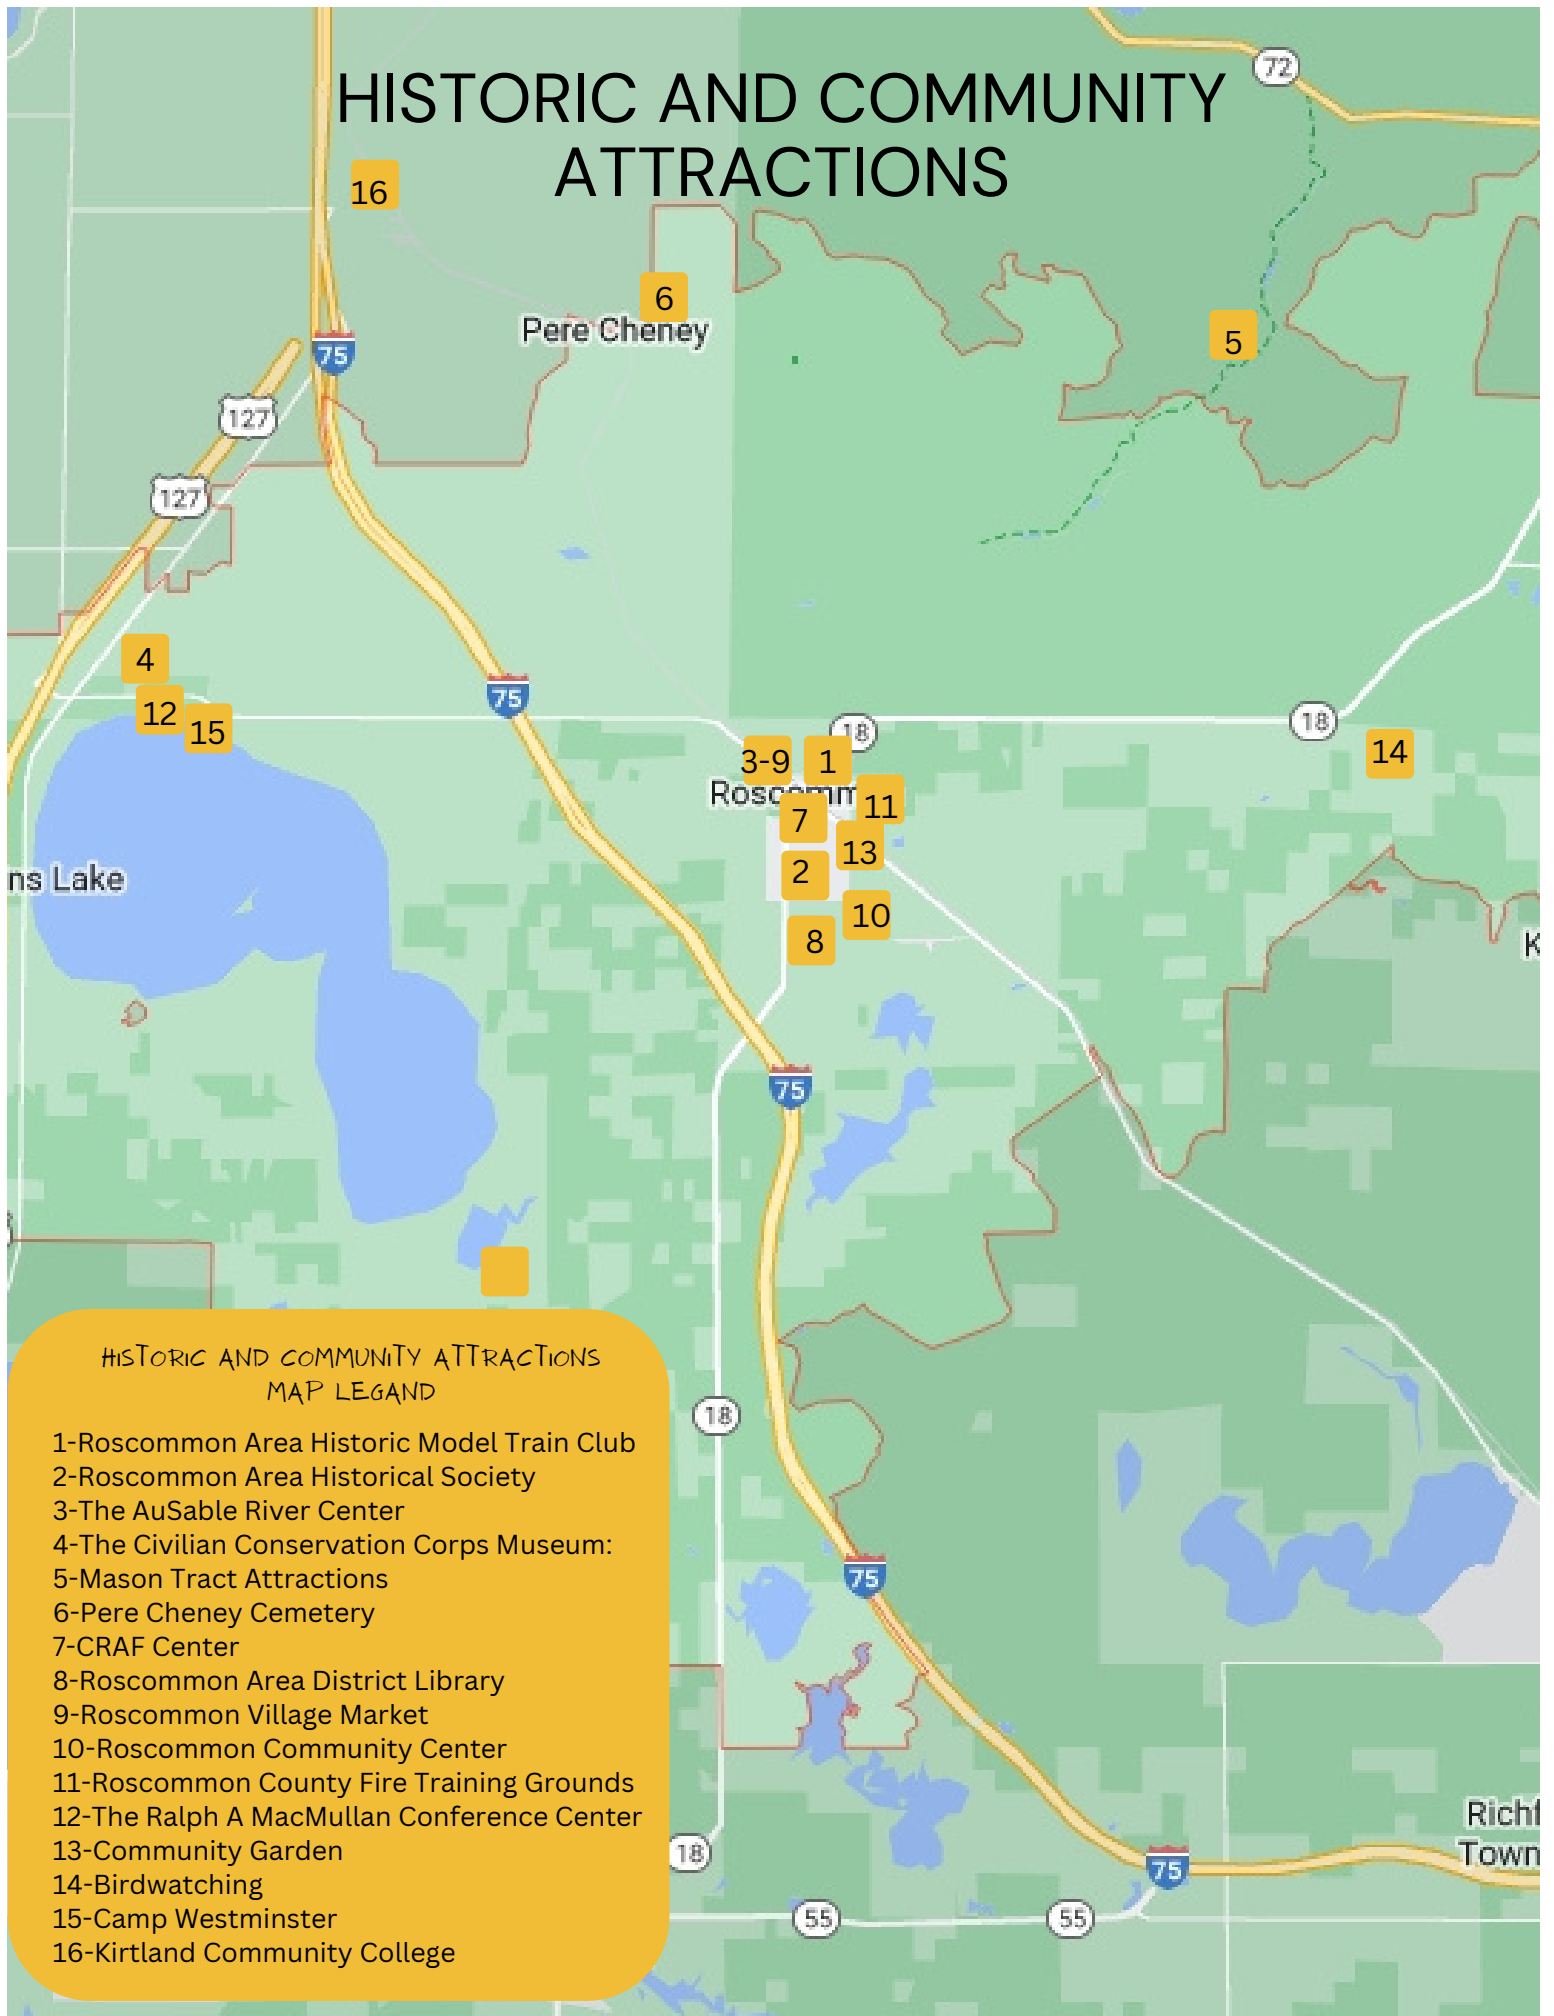 HISTORIC AND COMMUNITY
ATTRACTIONS
72
16
6
Pere Cheney
5
75
127
127
4
75
12
15
18
18
3-9
1
14
Roscomm
11
7
13
2
ns Lake
10
8
K
75
HISTORIC AND COMMUNITY ATTRACTIONS
MAP LEGAND
1-Roscommon Area Historic Model Train Club
2-Roscommon Area Historical Society
3-The AuSable River Center
4-The Civilian Conservation Corps Museum:
5-Mason Tract Attractions
6-Pere Cheney Cemetery
7-CRAF Center
8-Roscommon Area District Library
9-Roscommon Village Market
10-Roscommon Community Center
11-Roscommon County Fire Training Grounds
12-The Ralph A MacMullan Conference Center
13-Community Garden
14-Birdwatching
15-Camp Westminster
16-Kirtland Community College
18
75
Richf
Town
18
75
55
55